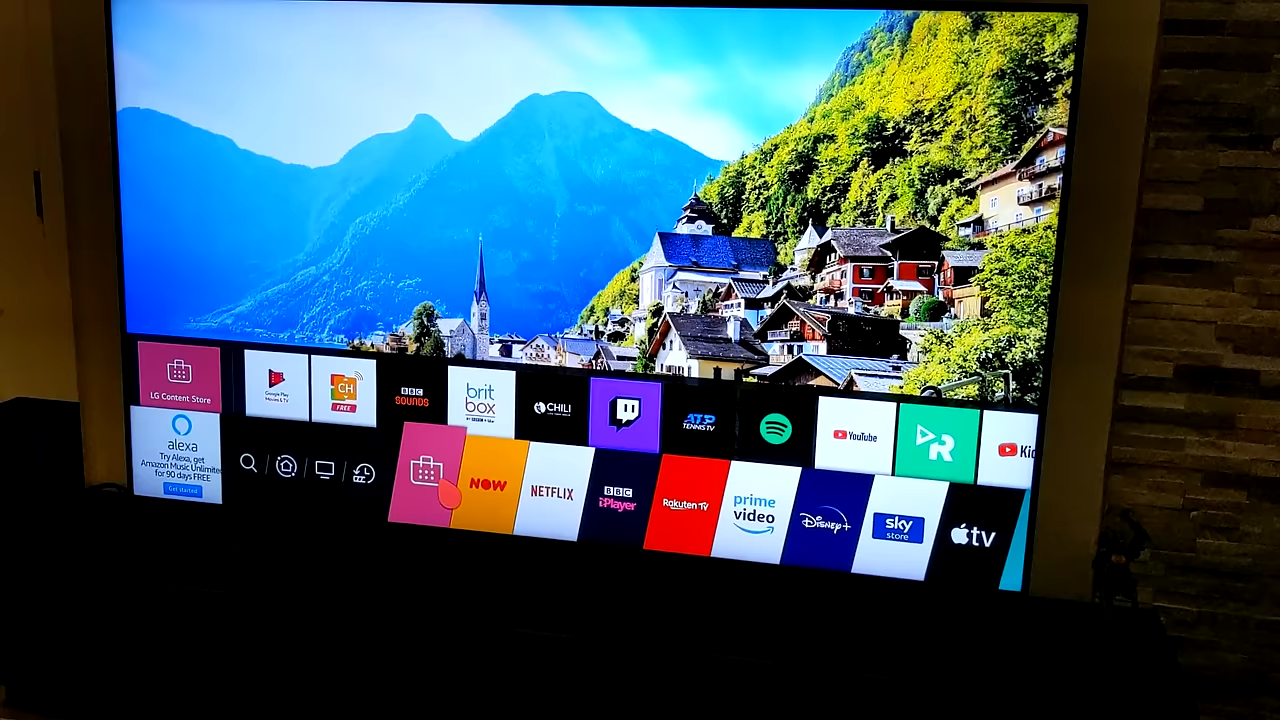 LG Content Store
Google Play
Movies & TV
CH
FREE
BBC
SOUNDS
brit
box
CHILI
ATP
TENNIS TV
YouTube
R
Kid
alexa
Try Alexa, get
Amazon Music Unlimite
for 90 days FREE
Get started
NOW
NETFLIX
BBC
iPlayer
Rakuten TV
prime
video
Disney+
sky
store
tv